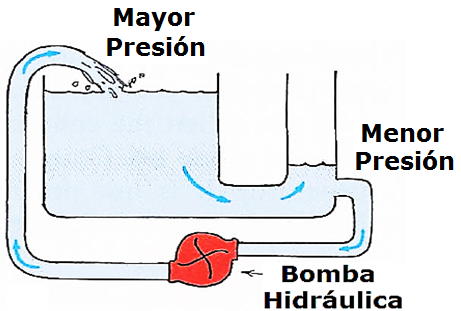 Mayor
Presión
Menor
Presión
Bomba
Hidráulica